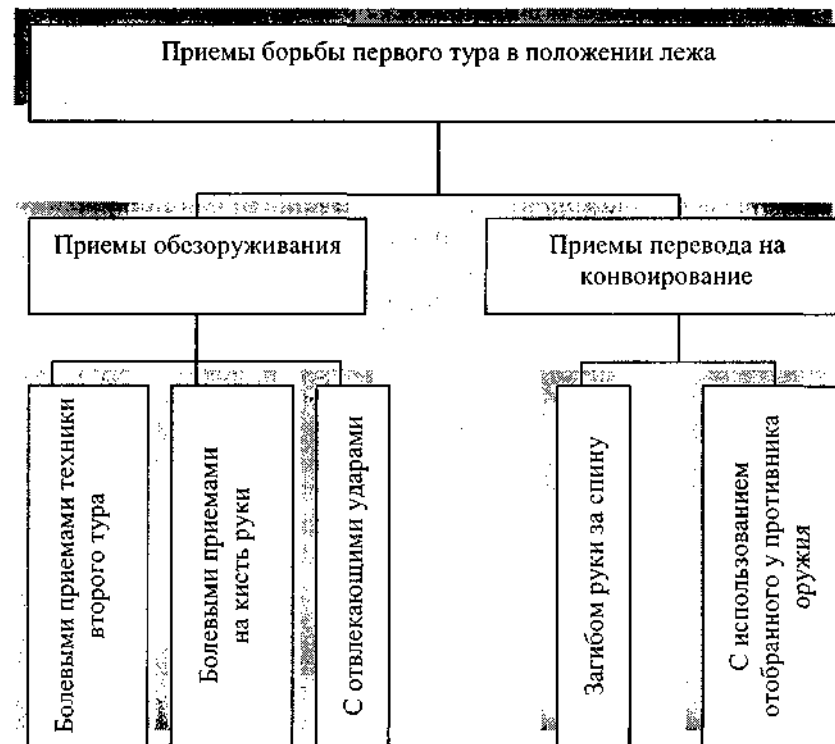 Приемы борьбы первого тура в положении лежа
Приемы обезоруживания
Приемы перевода на
конвоирование
Болевыми приемами техники
второго тура
Болевыми приемами
на кисть руки
С отвлекающими ударами
Загибом руки за спину
С использованием
отобранного у противника
оружия